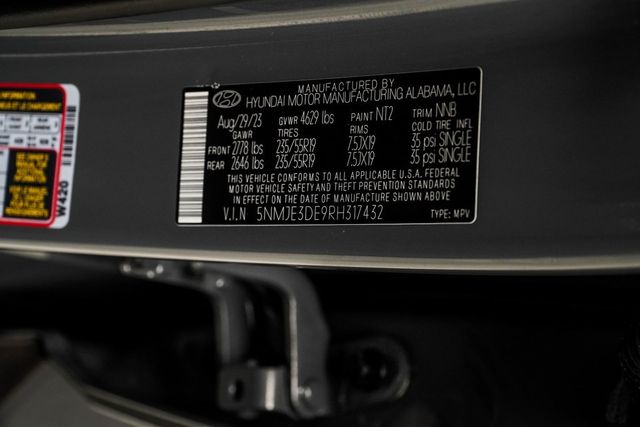 MANUFACTURED BY
HYUNDAI MOTOR MANUFACTURING ALABAMA, LLC
Aug/29/23 GVWR 4629 lbs PAINT NT2 TRIM NNB
GAWR TIRES RIMS COLD TIRE INFL
FRONT 2778 lbs 235/55R19 7.5JX19 35 psi SINGLE
REAR 2646 lbs 235/55R19 7.5JX19 35 psi SINGLE
THIS VEHICLE CONFORMS TO ALL APPLICABLE U.S.A. FEDERAL
MOTOR VEHICLE SAFETY AND THEFT PREVENTION STANDARDS
IN EFFECT ON THE DATE OF MANUFACTURE SHOWN ABOVE
V.I.N 5NMJE3DE9RH317432 TYPE: MPV
W420